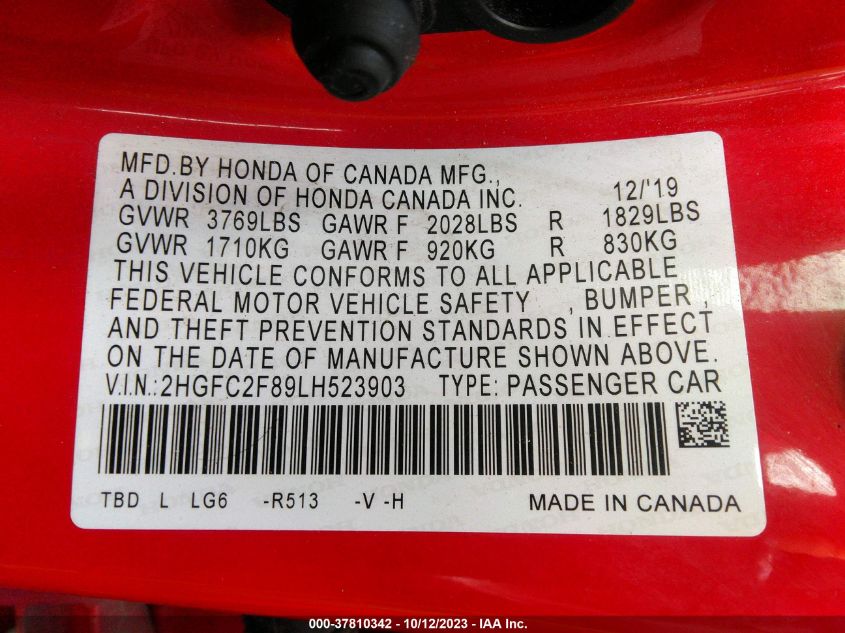 MFD.BY HONDA OF CANADA MFG.,
A DIVISION OF HONDA CANADA INC. 12/'19
GVWR 3769LBS GAWR F 2028LBS R 1829LBS
GVWR 1710KG GAWR F 920KG R 830KG
THIS VEHICLE CONFORMS TO ALL APPLICABLE
FEDERAL MOTOR VEHICLE SAFETY , BUMPER ,
AND THEFT PREVENTION STANDARDS IN EFFECT
ON THE DATE OF MANUFACTURE SHOWN ABOVE.
V.I.N.:2HGFC2F89LH523903 TYPE: PASSENGER CAR
TBD L LG6 -R513 -V -H MADE IN CANADA
000-37810342 - 10/12/2023 - IAA Inc.